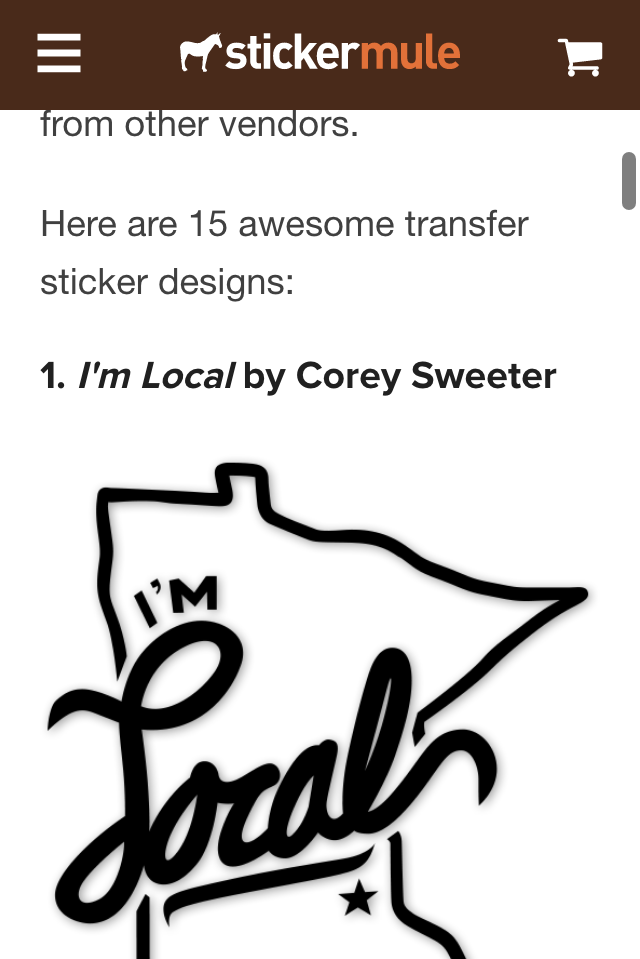 stickermule
from other vendors.
Here are 15 awesome transfer
sticker designs:
1. I'm Local by Corey Sweeter
I'M
Local